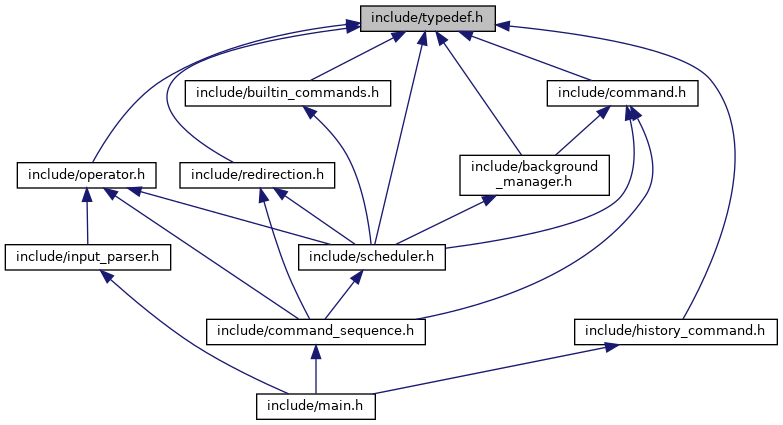 include/typedef.h
include/builtin_commands.h
include/command.h
include/operator.h
include/redirection.h
include/background
_manager.h
include/input_parser.h
include/scheduler.h
include/command_sequence.h
include/history_command.h
include/main.h